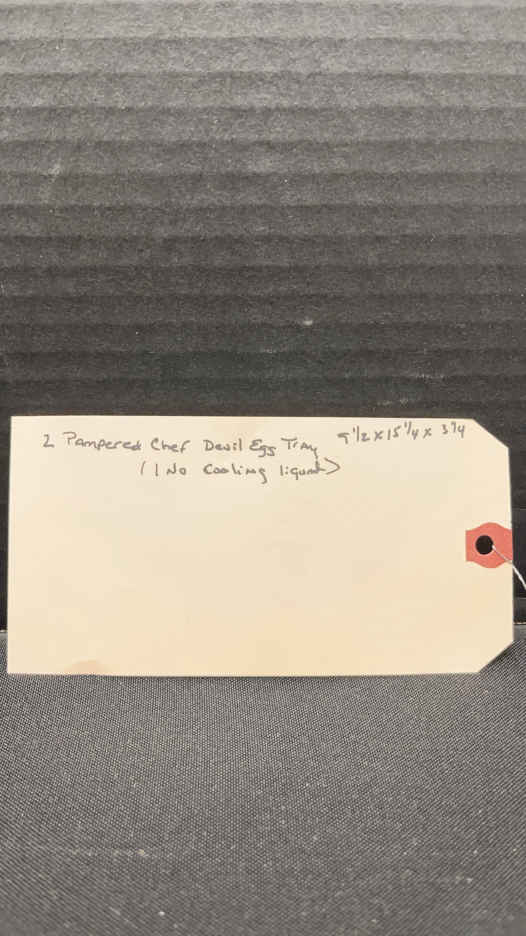 2 Pampered Chef Devil Egg Tray 9 1/2 x 15 1/4 x 3 3/4
(1 No Cooling liquid)